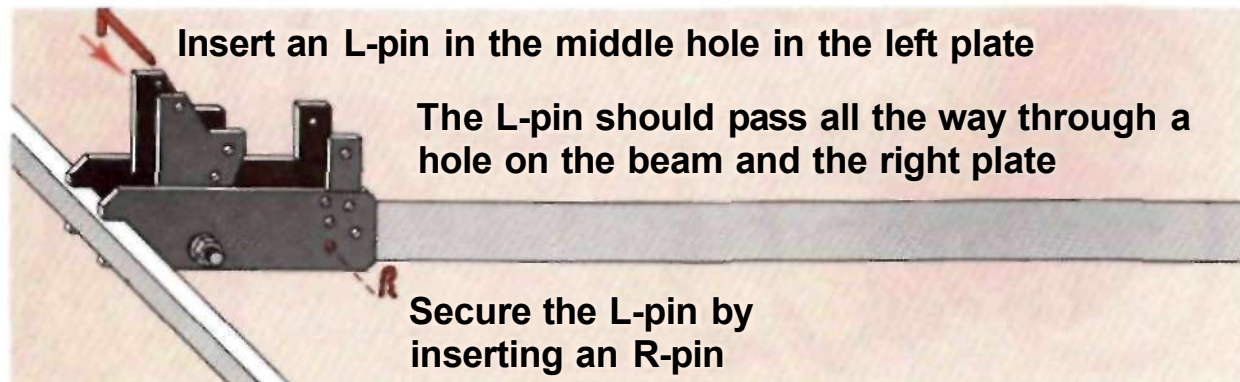 Insert an L-pin in the middle hole in the left plate
The L-pin should pass all the way through a
hole on the beam and the right plate
R
Secure the L-pin by
inserting an R-pin